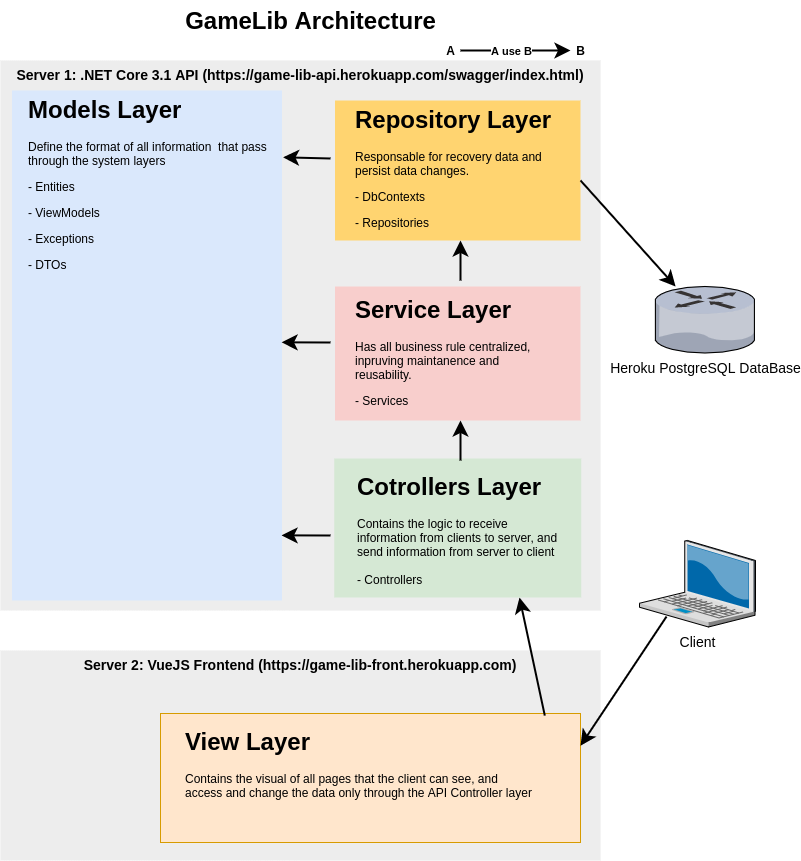 GameLib Architecture
A A use B B
Server 1: .NET Core 3.1 API (https://game-lib-api.herokuapp.com/swagger/index.html)
Models Layer
Define the format of all information that pass
through the system layers
- Entities
- ViewModels
- Exceptions
- DTOs
Repository Layer
Responsable for recovery data and
persist data changes.
- DbContexts
- Repositories
Service Layer
Has all business rule centralized,
inpruving maintanence and
reusability.
- Services
Heroku PostgreSQL DataBase
Cotrollers Layer
Contains the logic to receive
information from clients to server, and
send information from server to client
- Controllers
Client
Server 2: VueJS Frontend (https://game-lib-front.herokuapp.com)
View Layer
Contains the visual of all pages that the client can see, and
access and change the data only through the API Controller layer